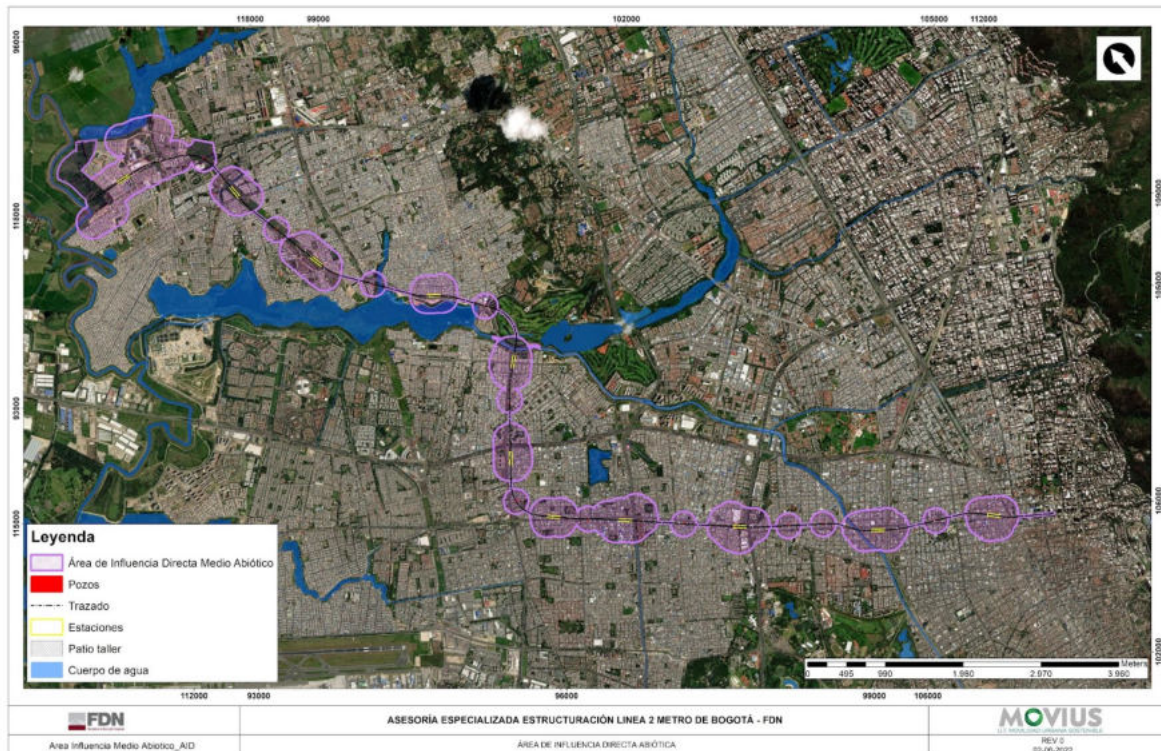 118000 99000 102000 105000 112000
96000
118000
93000
115000
109000
105000
106000
102000
Leyenda
Área de Influencia Directa Medio Abiótico
Pozos
Trazado
Estaciones
Patio taller
Cuerpo de agua
Meters
0 495 990 1.980 2.970 3.960
112000 93000 96000 99000 106000
FDN
ASESORÍA ESPECIALIZADA ESTRUCTURACIÓN LINEA 2 METRO DE BOGOTÁ - FDN
MOVIUS
Area Influencia Medio Abiotico_AID
ÁREA DE INFLUENCIA DIRECTA ABIÓTICA
REV 0